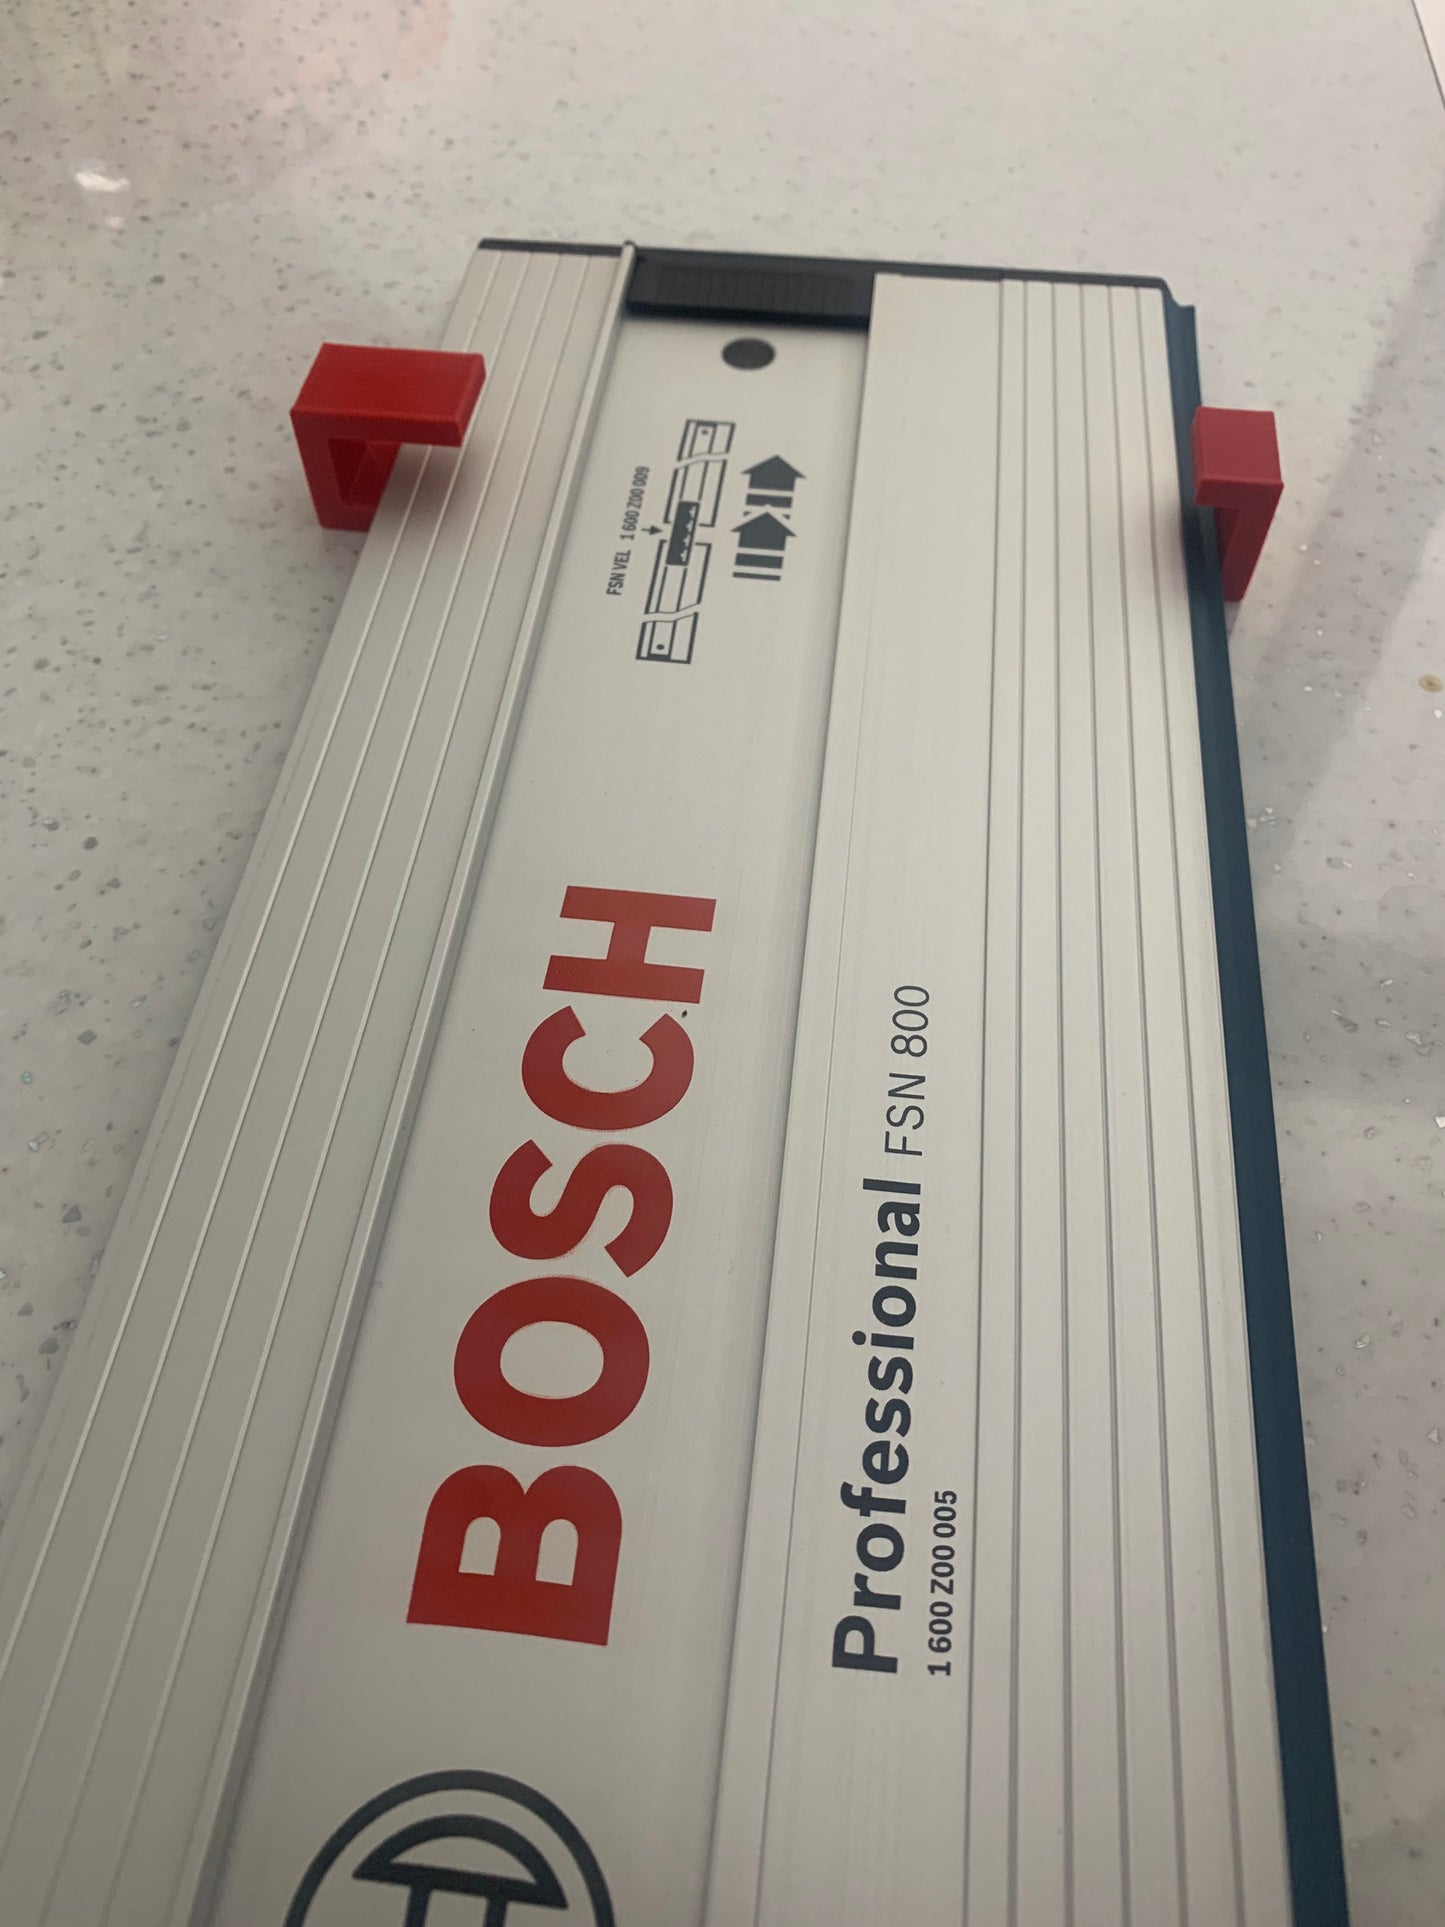 FSN VEL 1 600 Z00 009
BOSCH
Professional FSN 800
1 600 Z00 005